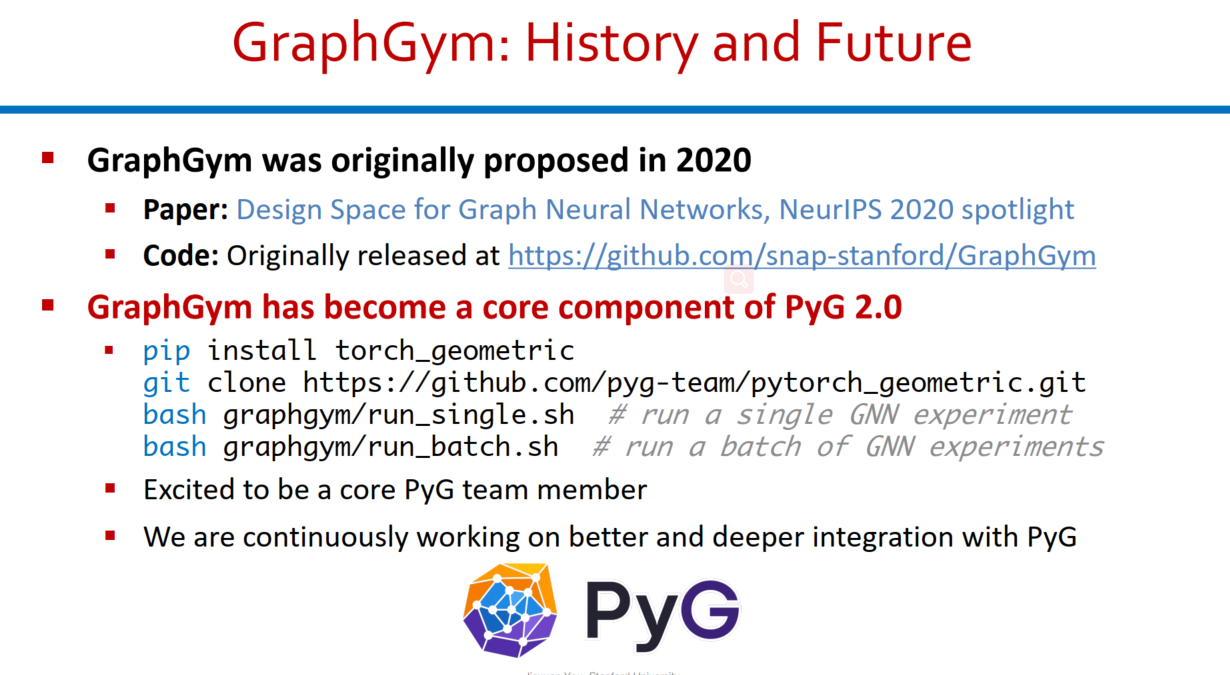 GraphGym: History and Future
GraphGym was originally proposed in 2020
Paper: Design Space for Graph Neural Networks, NeurIPS 2020 spotlight
Code: Originally released at https://github.com/snap-stanford/GraphGym
GraphGym has become a core component of PyG 2.0
pip install torch_geometric
git clone https://github.com/pyg-team/pytorch_geometric.git
bash graphgym/run_single.sh # run a single GNN experiment
bash graphgym/run_batch.sh # run a batch of GNN experiments
Excited to be a core PyG team member
We are continuously working on better and deeper integration with PyG
PyG